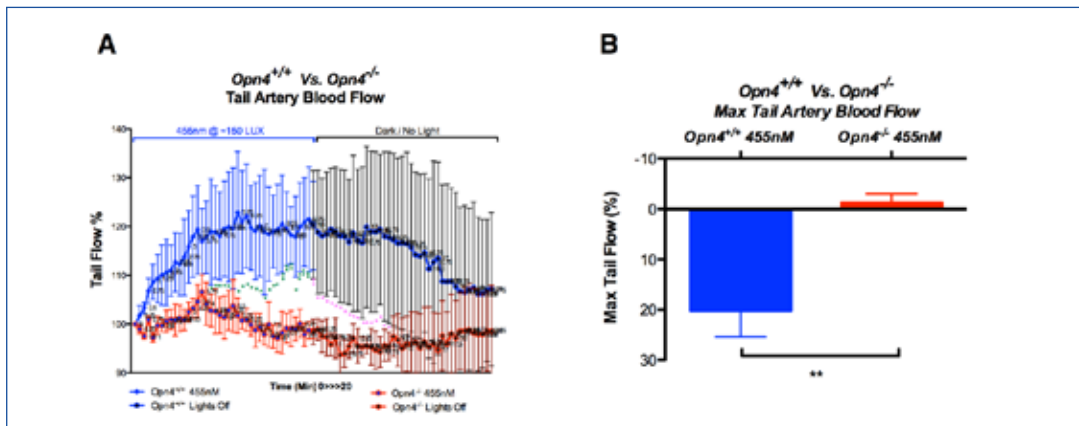 A
Opn4+/+ Vs. Opn4-/-
Tail Artery Blood Flow
455nm @ ~160 LUX
Dark / No Light
140
130
120
110
100
90
Tail Flow %
Time (Min) 0>>>20
Opn4+/+ 455nM
Opn4-/- 455nM
Opn4+/+ Lights Off
Opn4-/- Lights Off
B
Opn4+/+ Vs. Opn4-/-
Max Tail Artery Blood Flow
Opn4+/+ 455nM
Opn4-/- 455nM
-10
0
10
20
30
Max Tail Flow (%)
**